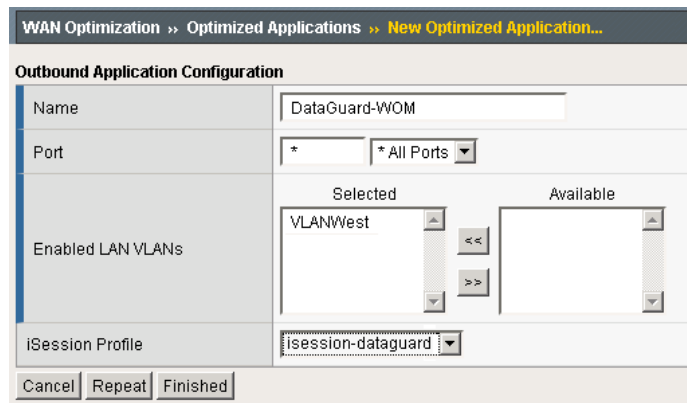 WAN Optimization ›› Optimized Applications ›› New Optimized Application...
Outbound Application Configuration
Name DataGuard-WOM
Port * * All Ports
Selected Available
VLANWest
<<
Enabled LAN VLANs
>>
iSession Profile isession-dataguard
Cancel Repeat Finished